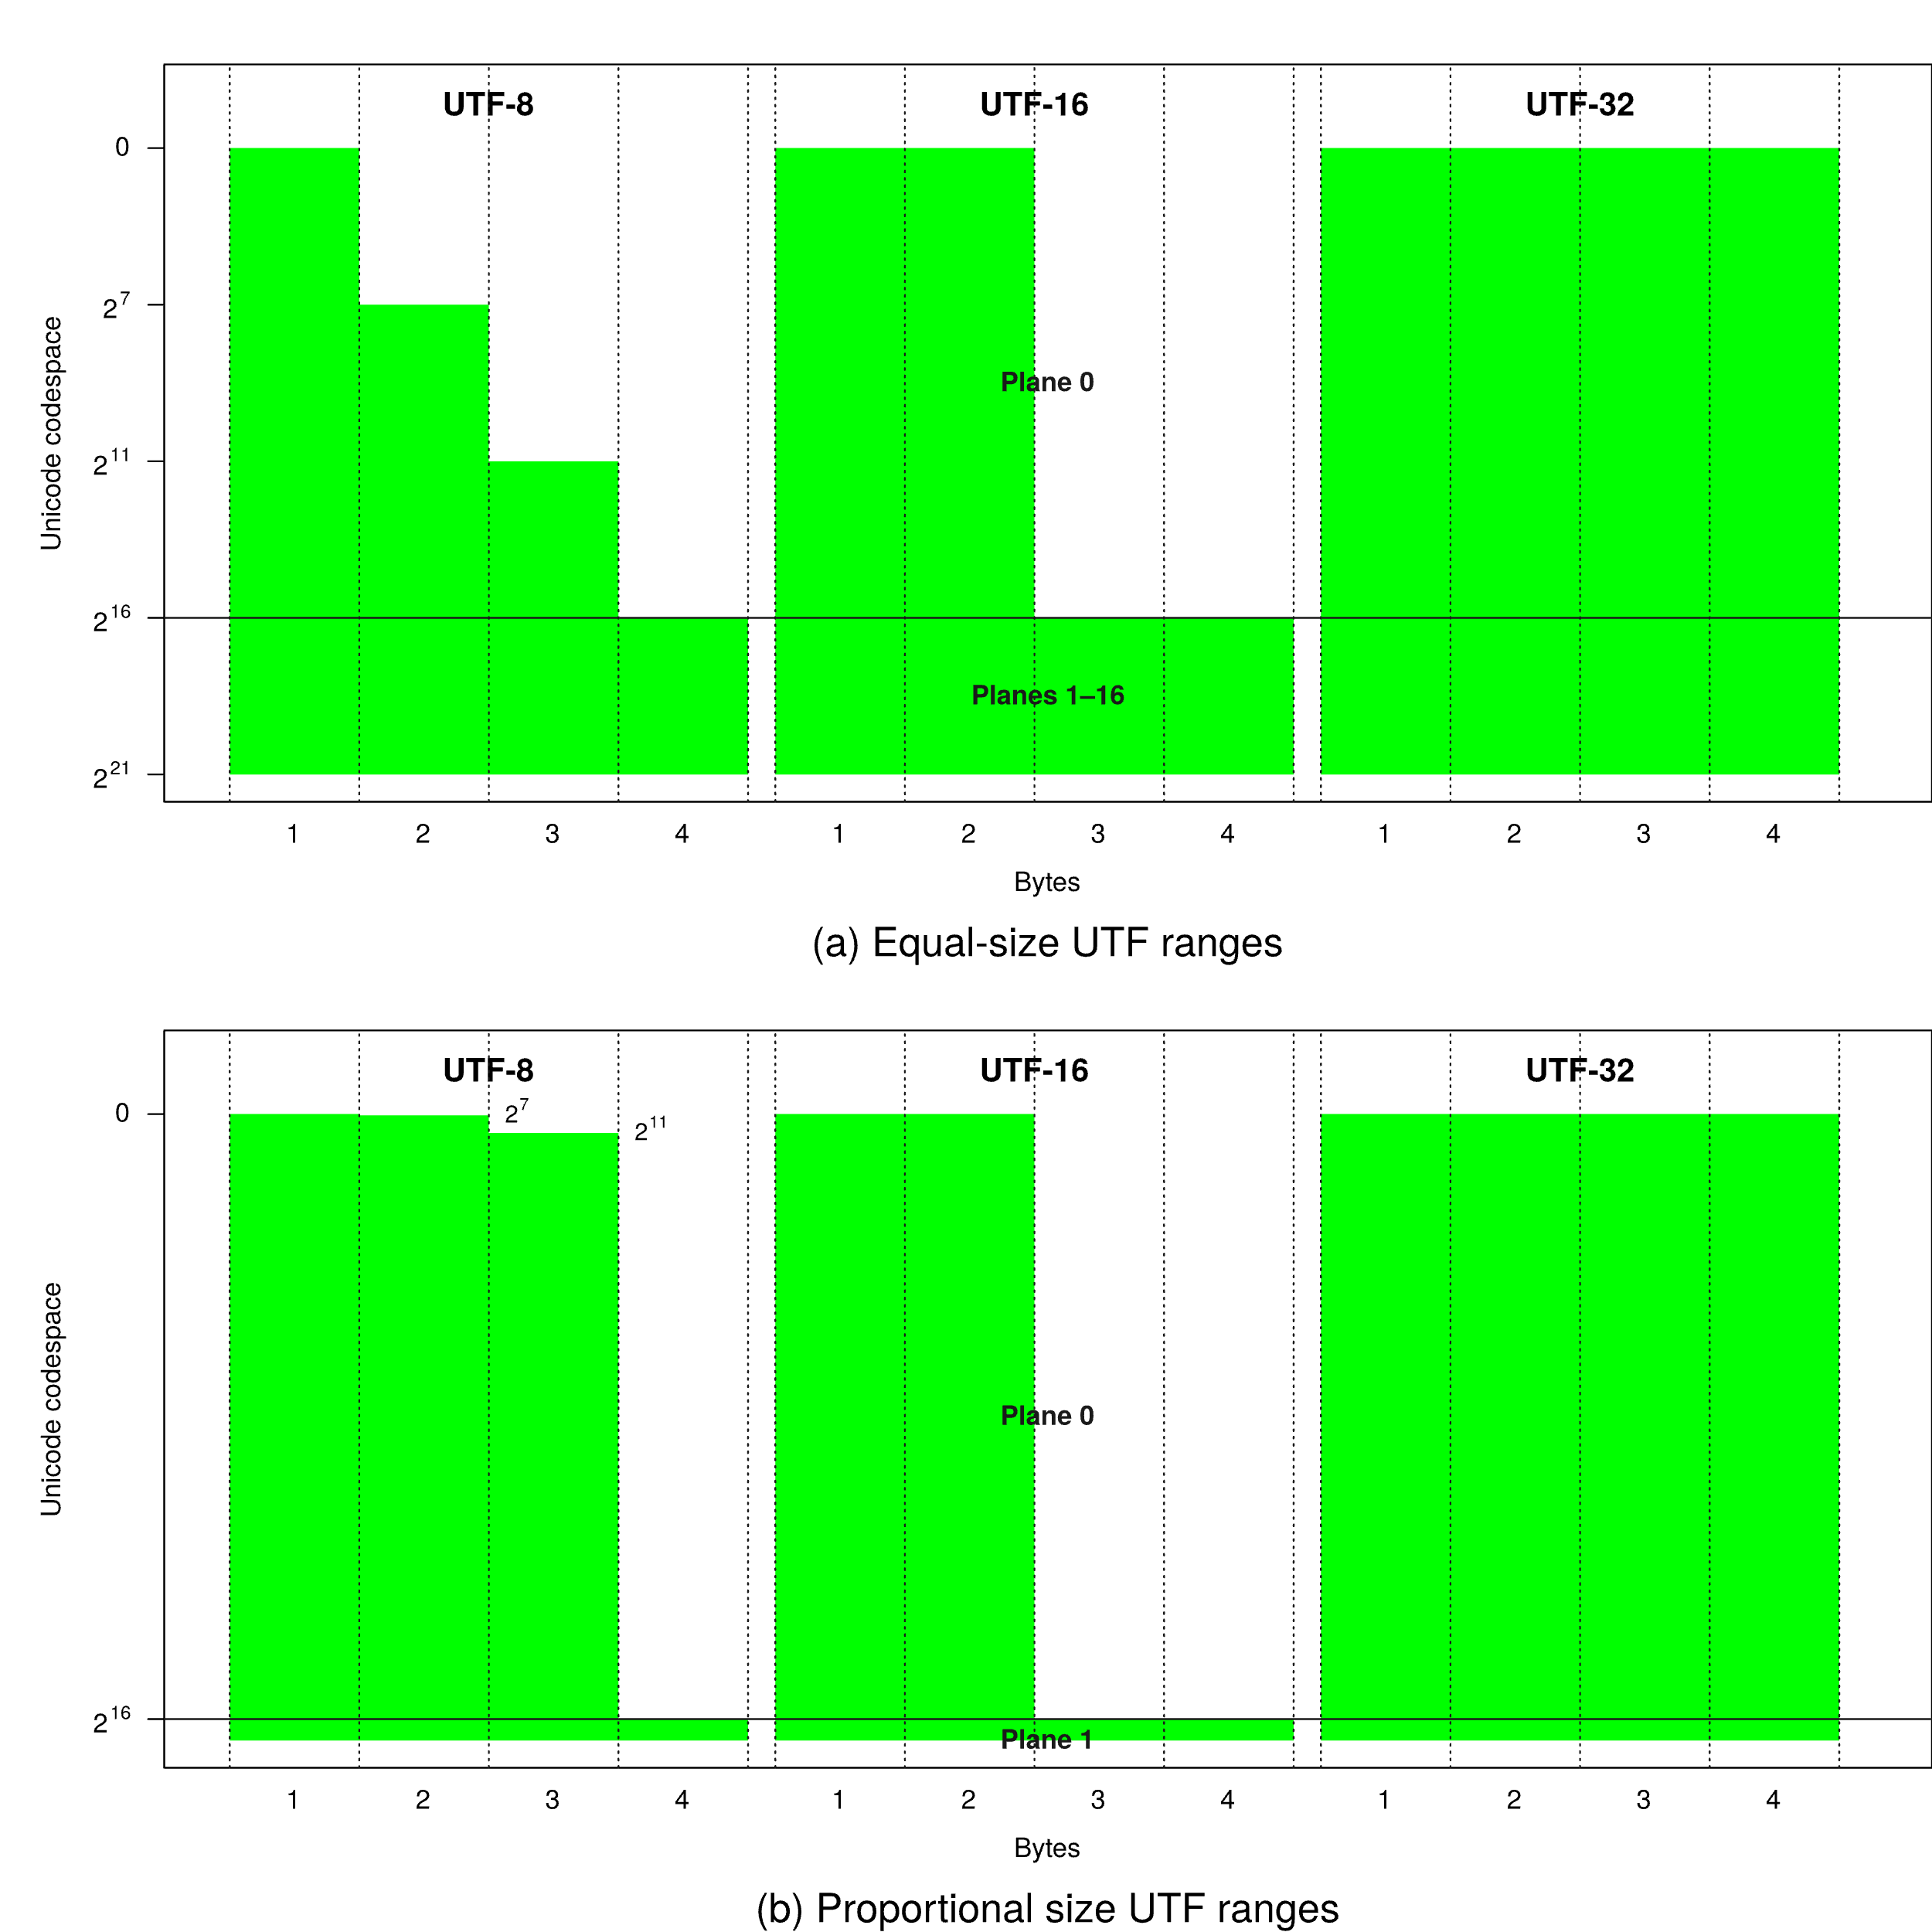 UTF-8 UTF-16 UTF-32
0
2^7
Plane 0
2^11
2^16
Planes 1–16
2^21
Unicode codespace
1 2 3 4 1 2 3 4 1 2 3 4
Bytes
(a) Equal-size UTF ranges
UTF-8 UTF-16 UTF-32
0
2^7
2^11
Plane 0
2^16
Plane 1
Unicode codespace
1 2 3 4 1 2 3 4 1 2 3 4
Bytes
(b) Proportional size UTF ranges